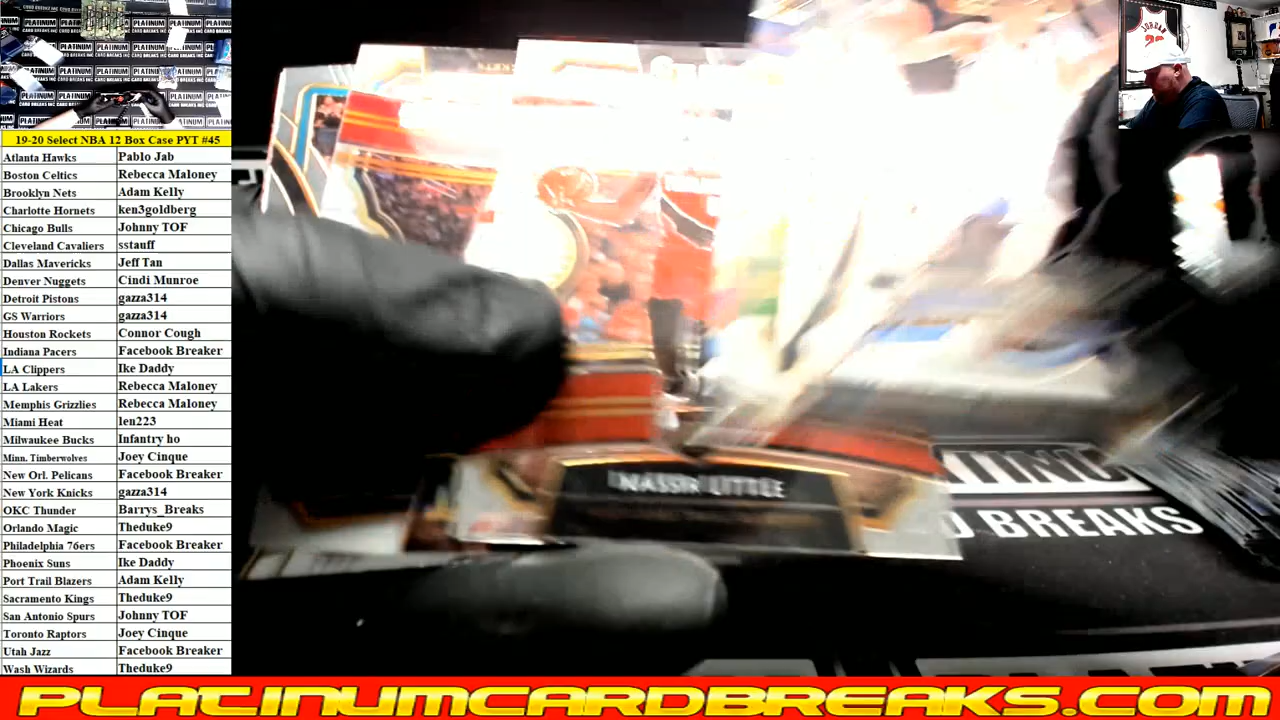 19-20 Select NBA 12 Box Case PYT #45
Atlanta Hawks Pablo Jab
Boston Celtics Rebecca Maloney
Brooklyn Nets Adam Kelly
Charlotte Hornets ken3goldberg
Chicago Bulls Johnny TOF
Cleveland Cavaliers sstauff
Dallas Mavericks Jeff Tan
Denver Nuggets Cindi Munroe
Detroit Pistons gazza314
GS Warriors gazza314
Houston Rockets Connor Cough
Indiana Pacers Facebook Breaker
LA Clippers Ike Daddy
LA Lakers Rebecca Maloney
Memphis Grizzlies Rebecca Maloney
Miami Heat len223
Milwaukee Bucks Infantry ho
Minn. Timberwolves Joey Cinque
New Orl. Pelicans Facebook Breaker
New York Knicks gazza314
OKC Thunder Barrys_Breaks
Orlando Magic Theduke9
Philadelphia 76ers Facebook Breaker
Phoenix Suns Ike Daddy
Port Trail Blazers Adam Kelly
Sacramento Kings Theduke9
San Antonio Spurs Johnny TOF
Toronto Raptors Joey Cinque
Utah Jazz Facebook Breaker
Wash Wizards Theduke9
PLATINUM
JORDAN
NASSIR LITTLE
BREAKS
PLATINUMCARDBREAKS.COM